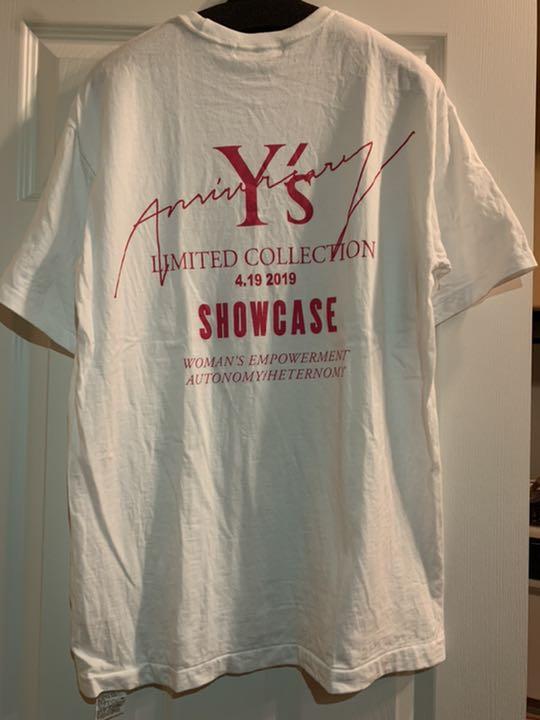 Y's
Anniversary
LIMITED COLLECTION
4.19 2019
SHOWCASE
WOMAN'S EMPOWERMENT
AUTONOMY/HETERNOMY